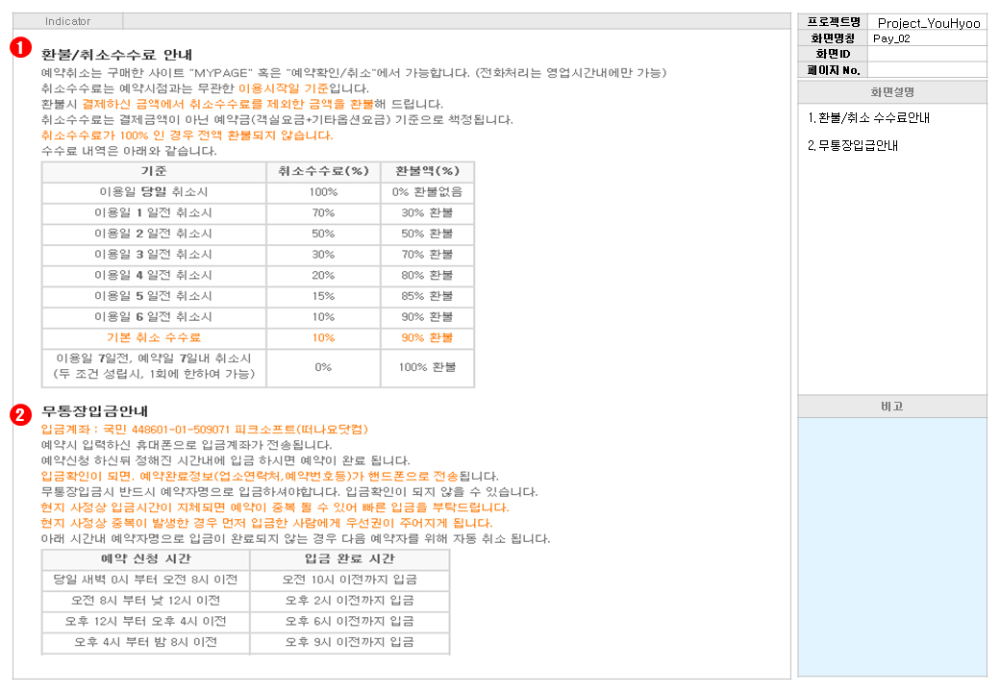 Indicator
프로젝트명 Project_YouHyoo
화면명칭 Pay_02
화면ID
페이지 No.
화면설명
1. 환불/취소 수수료안내
2. 무통장입금안내
비고
1
환불/취소수수료 안내
예약취소는 구매한 사이트 "MYPAGE" 혹은 "예약확인/취소"에서 가능합니다. (전화처리는 영업시간내에만 가능)
취소수수료는 예약시점과는 무관한 이용시작일 기준입니다.
환불시 결제하신 금액에서 취소수수료를 제외한 금액을 환불해 드립니다.
취소수수료는 결제금액이 아닌 예약금(객실요금+기타옵션요금) 기준으로 책정됩니다.
취소수수료가 100% 인 경우 전액 환불되지 않습니다.
수수료 내역은 아래와 같습니다.
기준 취소수수료(%) 환불액(%)
이용일 당일 취소시 100% 0% 환불없음
이용일 1 일전 취소시 70% 30% 환불
이용일 2 일전 취소시 50% 50% 환불
이용일 3 일전 취소시 30% 70% 환불
이용일 4 일전 취소시 20% 80% 환불
이용일 5 일전 취소시 15% 85% 환불
이용일 6 일전 취소시 10% 90% 환불
기본 취소 수수료 10% 90% 환불
이용일 7일전, 예약일 7일내 취소시
(두 조건 성립시, 1회에 한하여 가능) 0% 100% 환불
2
무통장입금안내
입금계좌 : 국민 448601-01-509071 피크소프트(떠나요닷컴)
예약시 입력하신 휴대폰으로 입금계좌가 전송됩니다.
예약신청 하신뒤 정해진 시간내에 입금 하시면 예약이 완료 됩니다.
입금확인이 되면. 예약완료정보(업소연락처,예약번호등)가 핸드폰으로 전송됩니다.
무통장입금시 반드시 예약자명으로 입금하셔야합니다. 입금확인이 되지 않을 수 있습니다.
현지 사정상 입금시간이 지체되면 예약이 중복 될 수 있어 빠른 입금을 부탁드립니다.
현지 사정상 중복이 발생한 경우 먼저 입금한 사람에게 우선권이 주어지게 됩니다.
아래 시간내 예약자명으로 입금이 완료되지 않는 경우 다음 예약자를 위해 자동 취소 됩니다.
예약 신청 시간 입금 완료 시간
당일 새벽 0시 부터 오전 8시 이전 오전 10시 이전까지 입금
오전 8시 부터 낮 12시 이전 오후 2시 이전까지 입금
오후 12시 부터 오후 4시 이전 오후 6시 이전까지 입금
오후 4시 부터 밤 8시 이전 오후 9시 이전까지 입금